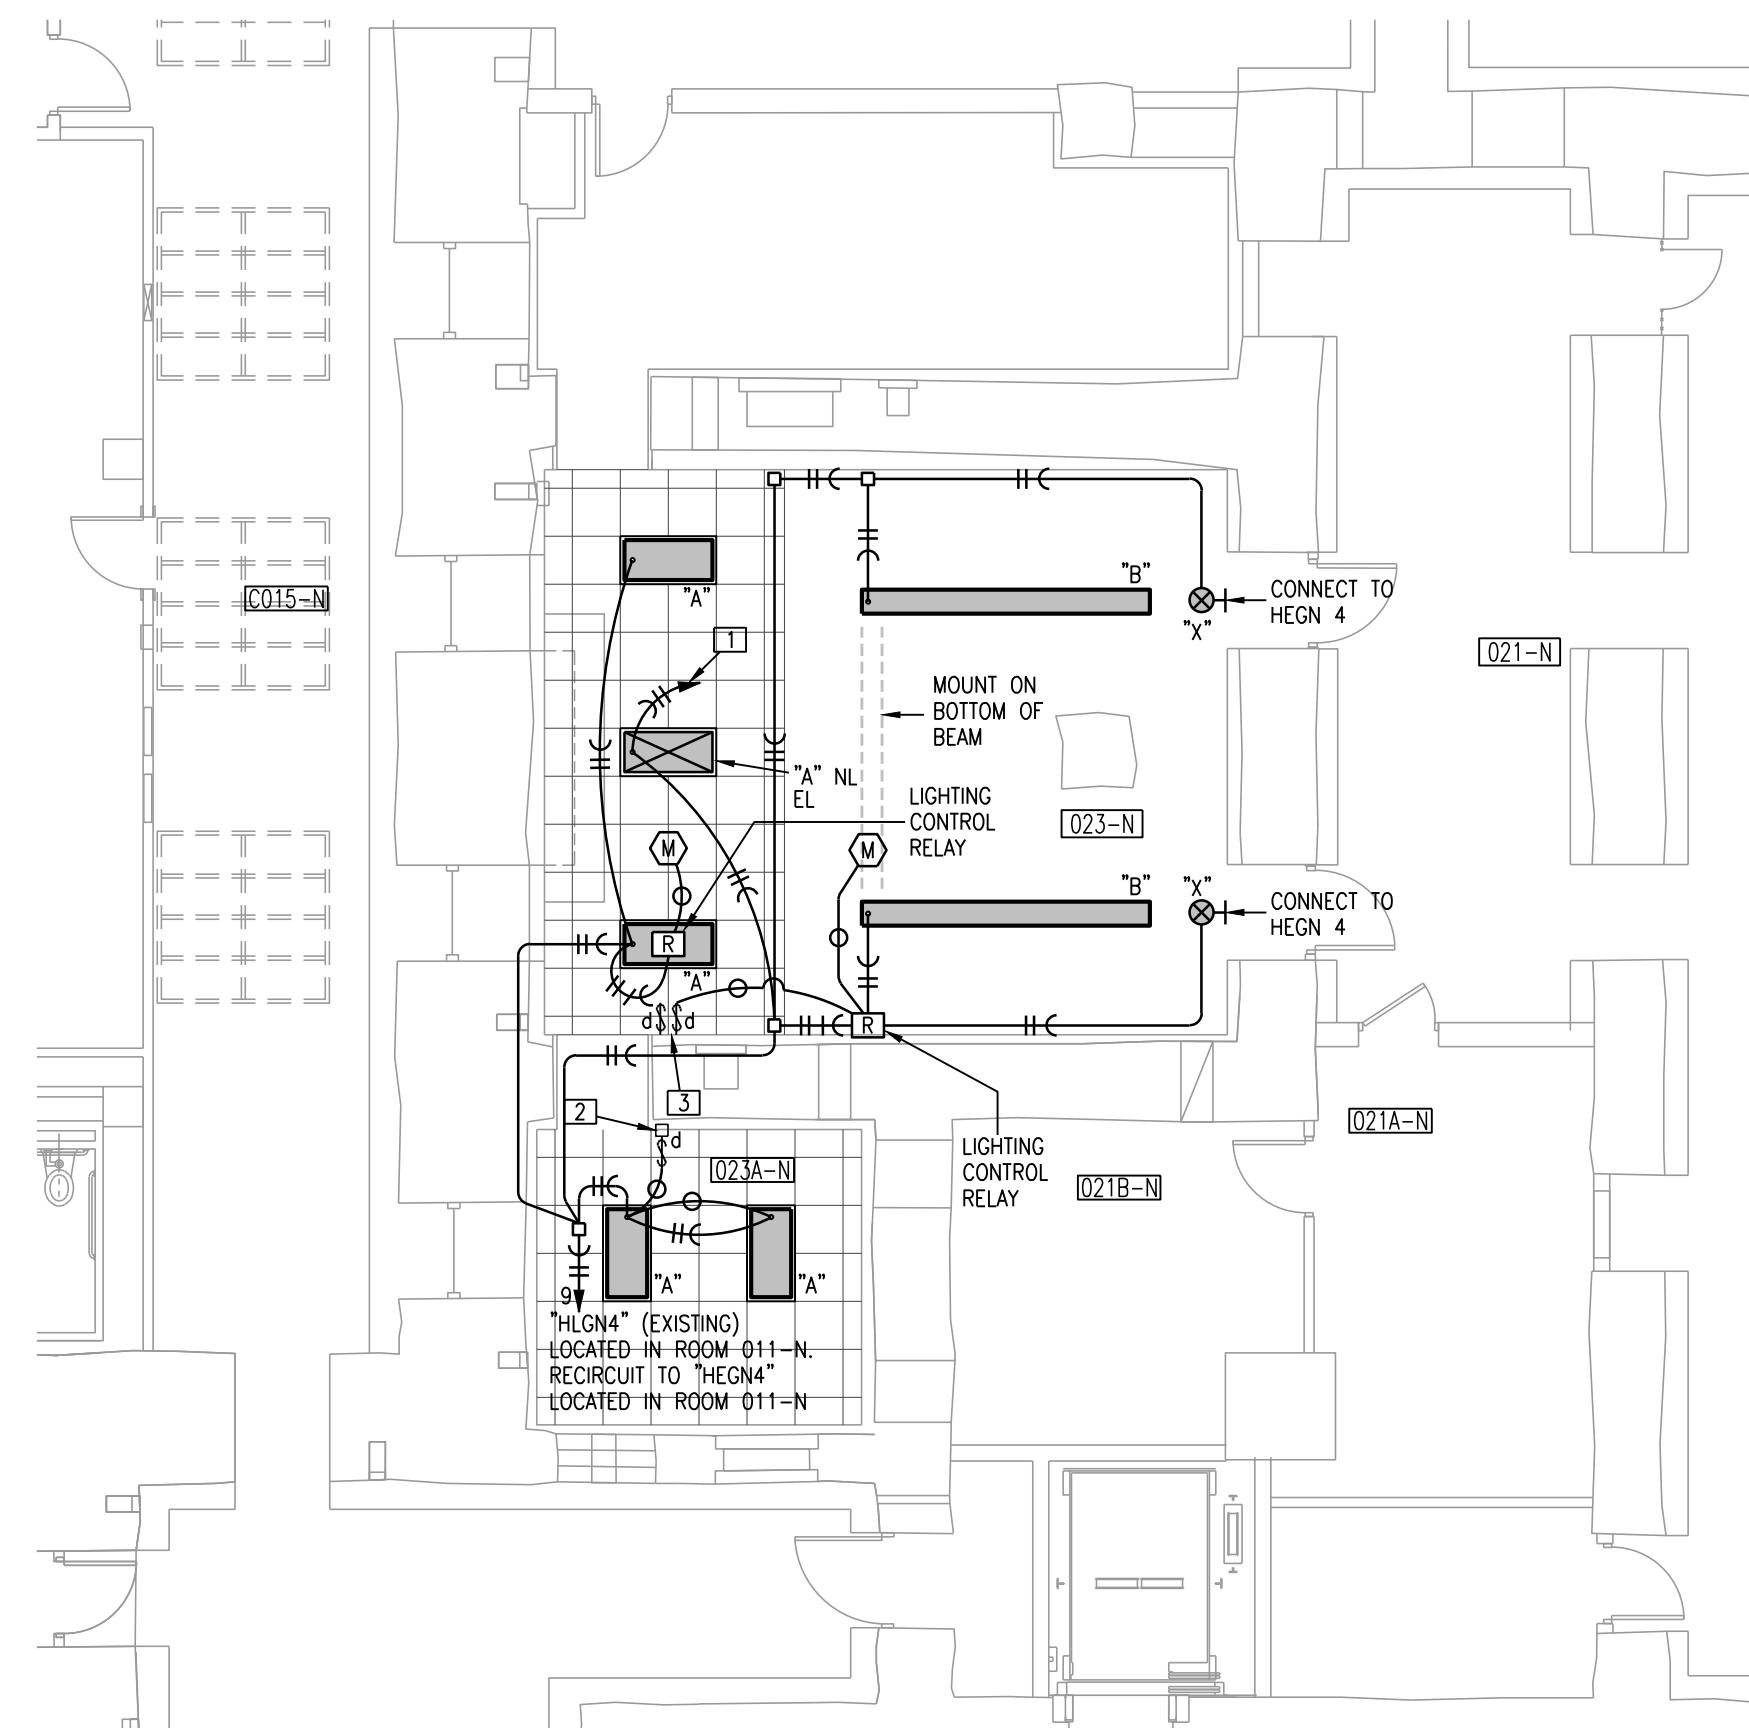 "B"
CONNECT TO
HEGN 4
"A"
"X"
C015-N
1
021-N
MOUNT ON
BOTTOM OF
BEAM
"A" NL
EL
LIGHTING
CONTROL
RELAY
023-N
M
M
"B"
"X"
CONNECT TO
HEGN 4
R
"A"
d
d
R
3
2
d
021A-N
023A-N
LIGHTING
CONTROL
RELAY
021B-N
"A"
"A"
9
"HLGN4" (EXISTING)
LOCATED IN ROOM 011-N.
RECIRCUIT TO "HEGN4"
LOCATED IN ROOM 011-N